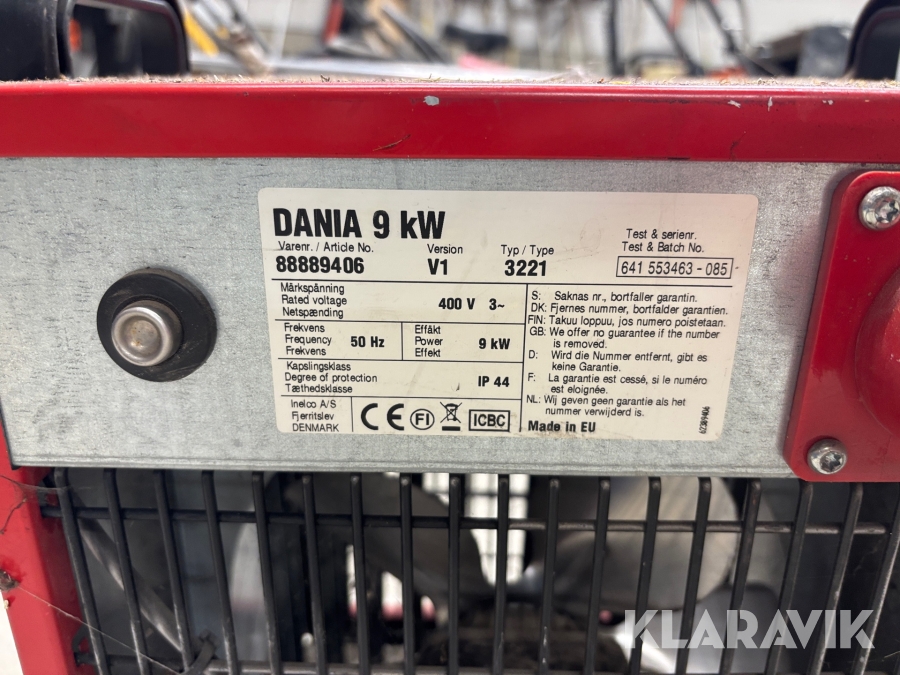 DANIA 9 kW
Varenr. / Article No. Version Typ / Type
88889406 V1 3221
Test & serienr.
Test & Batch No.
641 553463 - 085
Märkspänning
Rated voltage 400 V 3~
Netspænding
Frekvens
Frequency 50 Hz
Frekvens
Effäkt
Power 9 kW
Effekt
Kapslingsklass
Degree of protection IP 44
Tæthedsklasse
Inelco A/S
Fjerritslev
DENMARK
CE FI ICBC
S: Saknas nr., bortfaller garantin.
DK: Fjernes nummer, bortfalder garantien.
FIN: Takuu loppuu, jos numero poistetaan.
GB: We offer no guarantee if the number
is removed.
D: Wird die Nummer entfernt, gibt es
keine Garantie.
F: La garantie est cessé, si le numéro
est eloignée.
NL: Wij geven geen garantie als het
nummer verwijderd is.
Made in EU
62389406
KLARAVIK